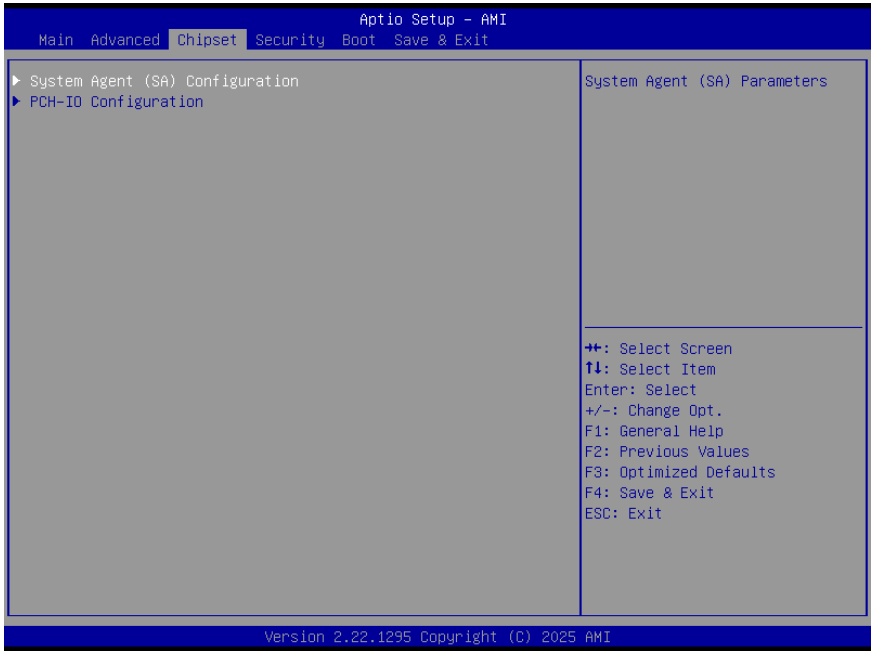 Aptio Setup – AMI
Main Advanced Chipset Security Boot Save & Exit
▶ System Agent (SA) Configuration
▶ PCH-IO Configuration
System Agent (SA) Parameters
→←: Select Screen
↑↓: Select Item
Enter: Select
+/-: Change Opt.
F1: General Help
F2: Previous Values
F3: Optimized Defaults
F4: Save & Exit
ESC: Exit
Version 2.22.1295 Copyright (C) 2025 AMI